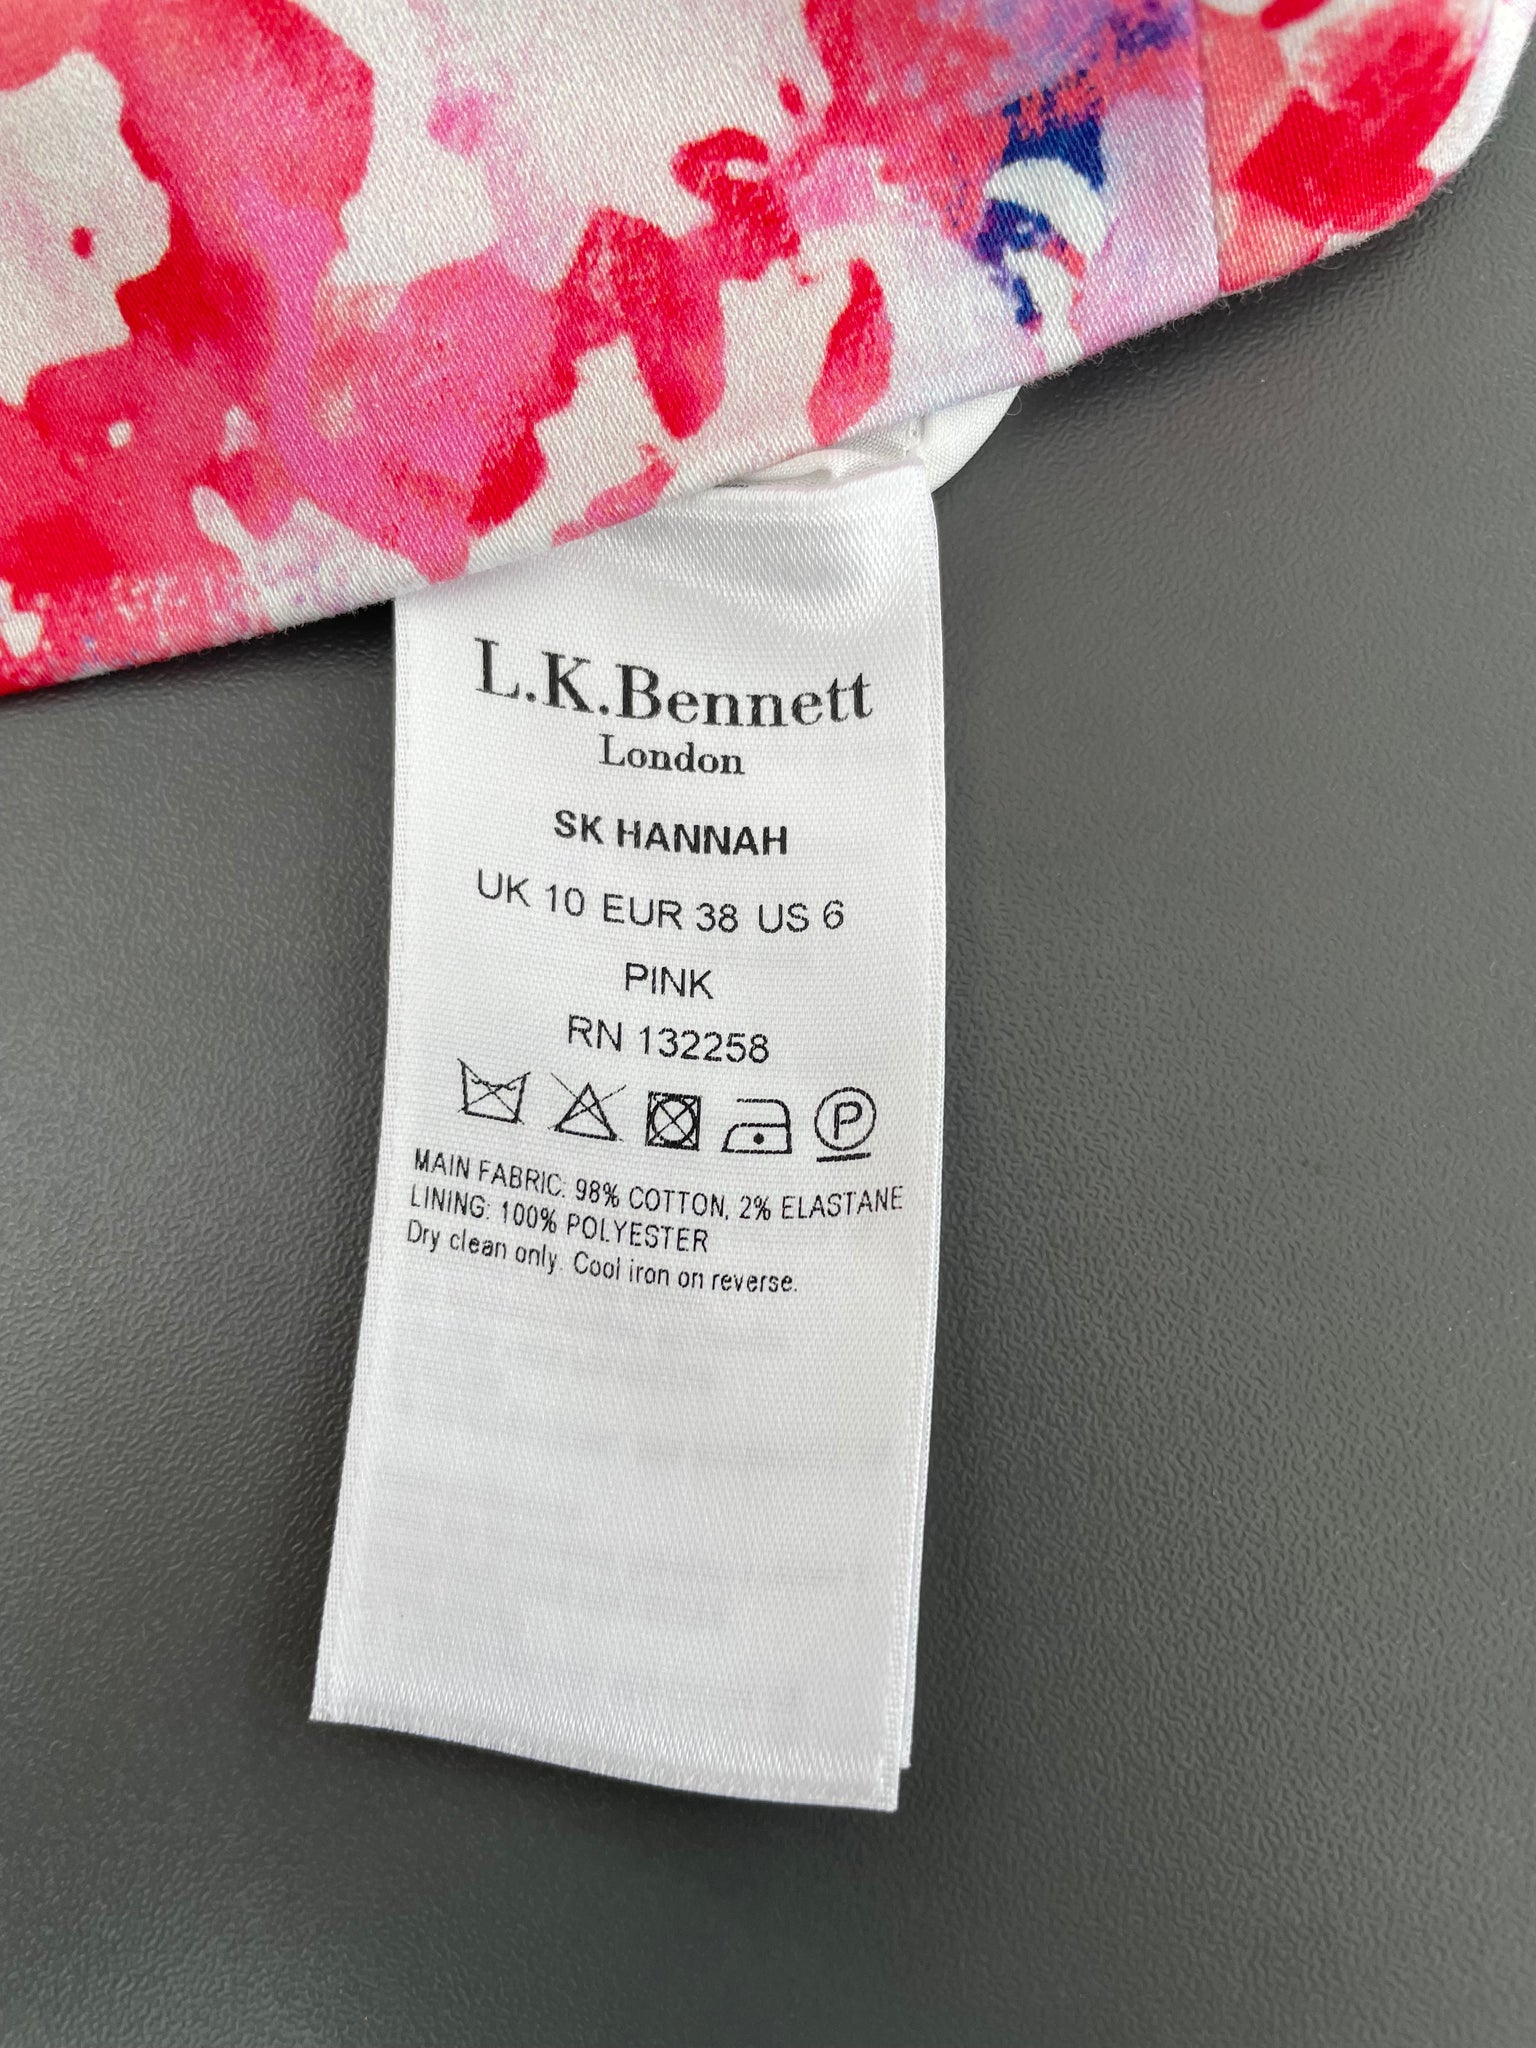 L.K.Bennett
London
SK HANNAH
UK 10 EUR 38 US 6
PINK
RN 132258
P
MAIN FABRIC: 98% COTTON, 2% ELASTANE
LINING: 100% POLYESTER
Dry clean only. Cool iron on reverse.